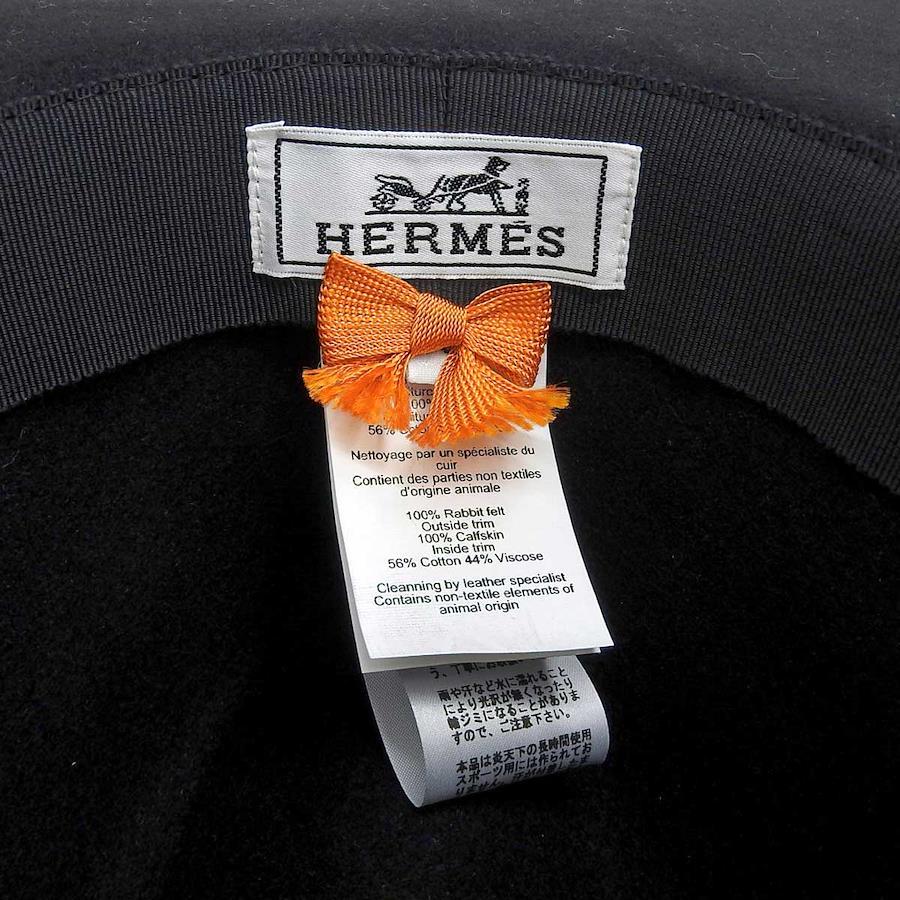 HERMÈS
100%
56%
Nettoyage par un spécialiste du
cuir
Contient des parties non textiles
d'origine animale
100% Rabbit felt
Outside trim
100% Calfskin
Inside trim
56% Cotton 44% Viscose
Cleanning by leather specialist
Contains non-textile elements of
animal origin
雨や汗など水に濡れること
により光沢が無くなったり
輪ジミになることがありま
すので、ご注意下さい。
本品は炎天下の長時間使用
スポーツ用には作られてお
りません。